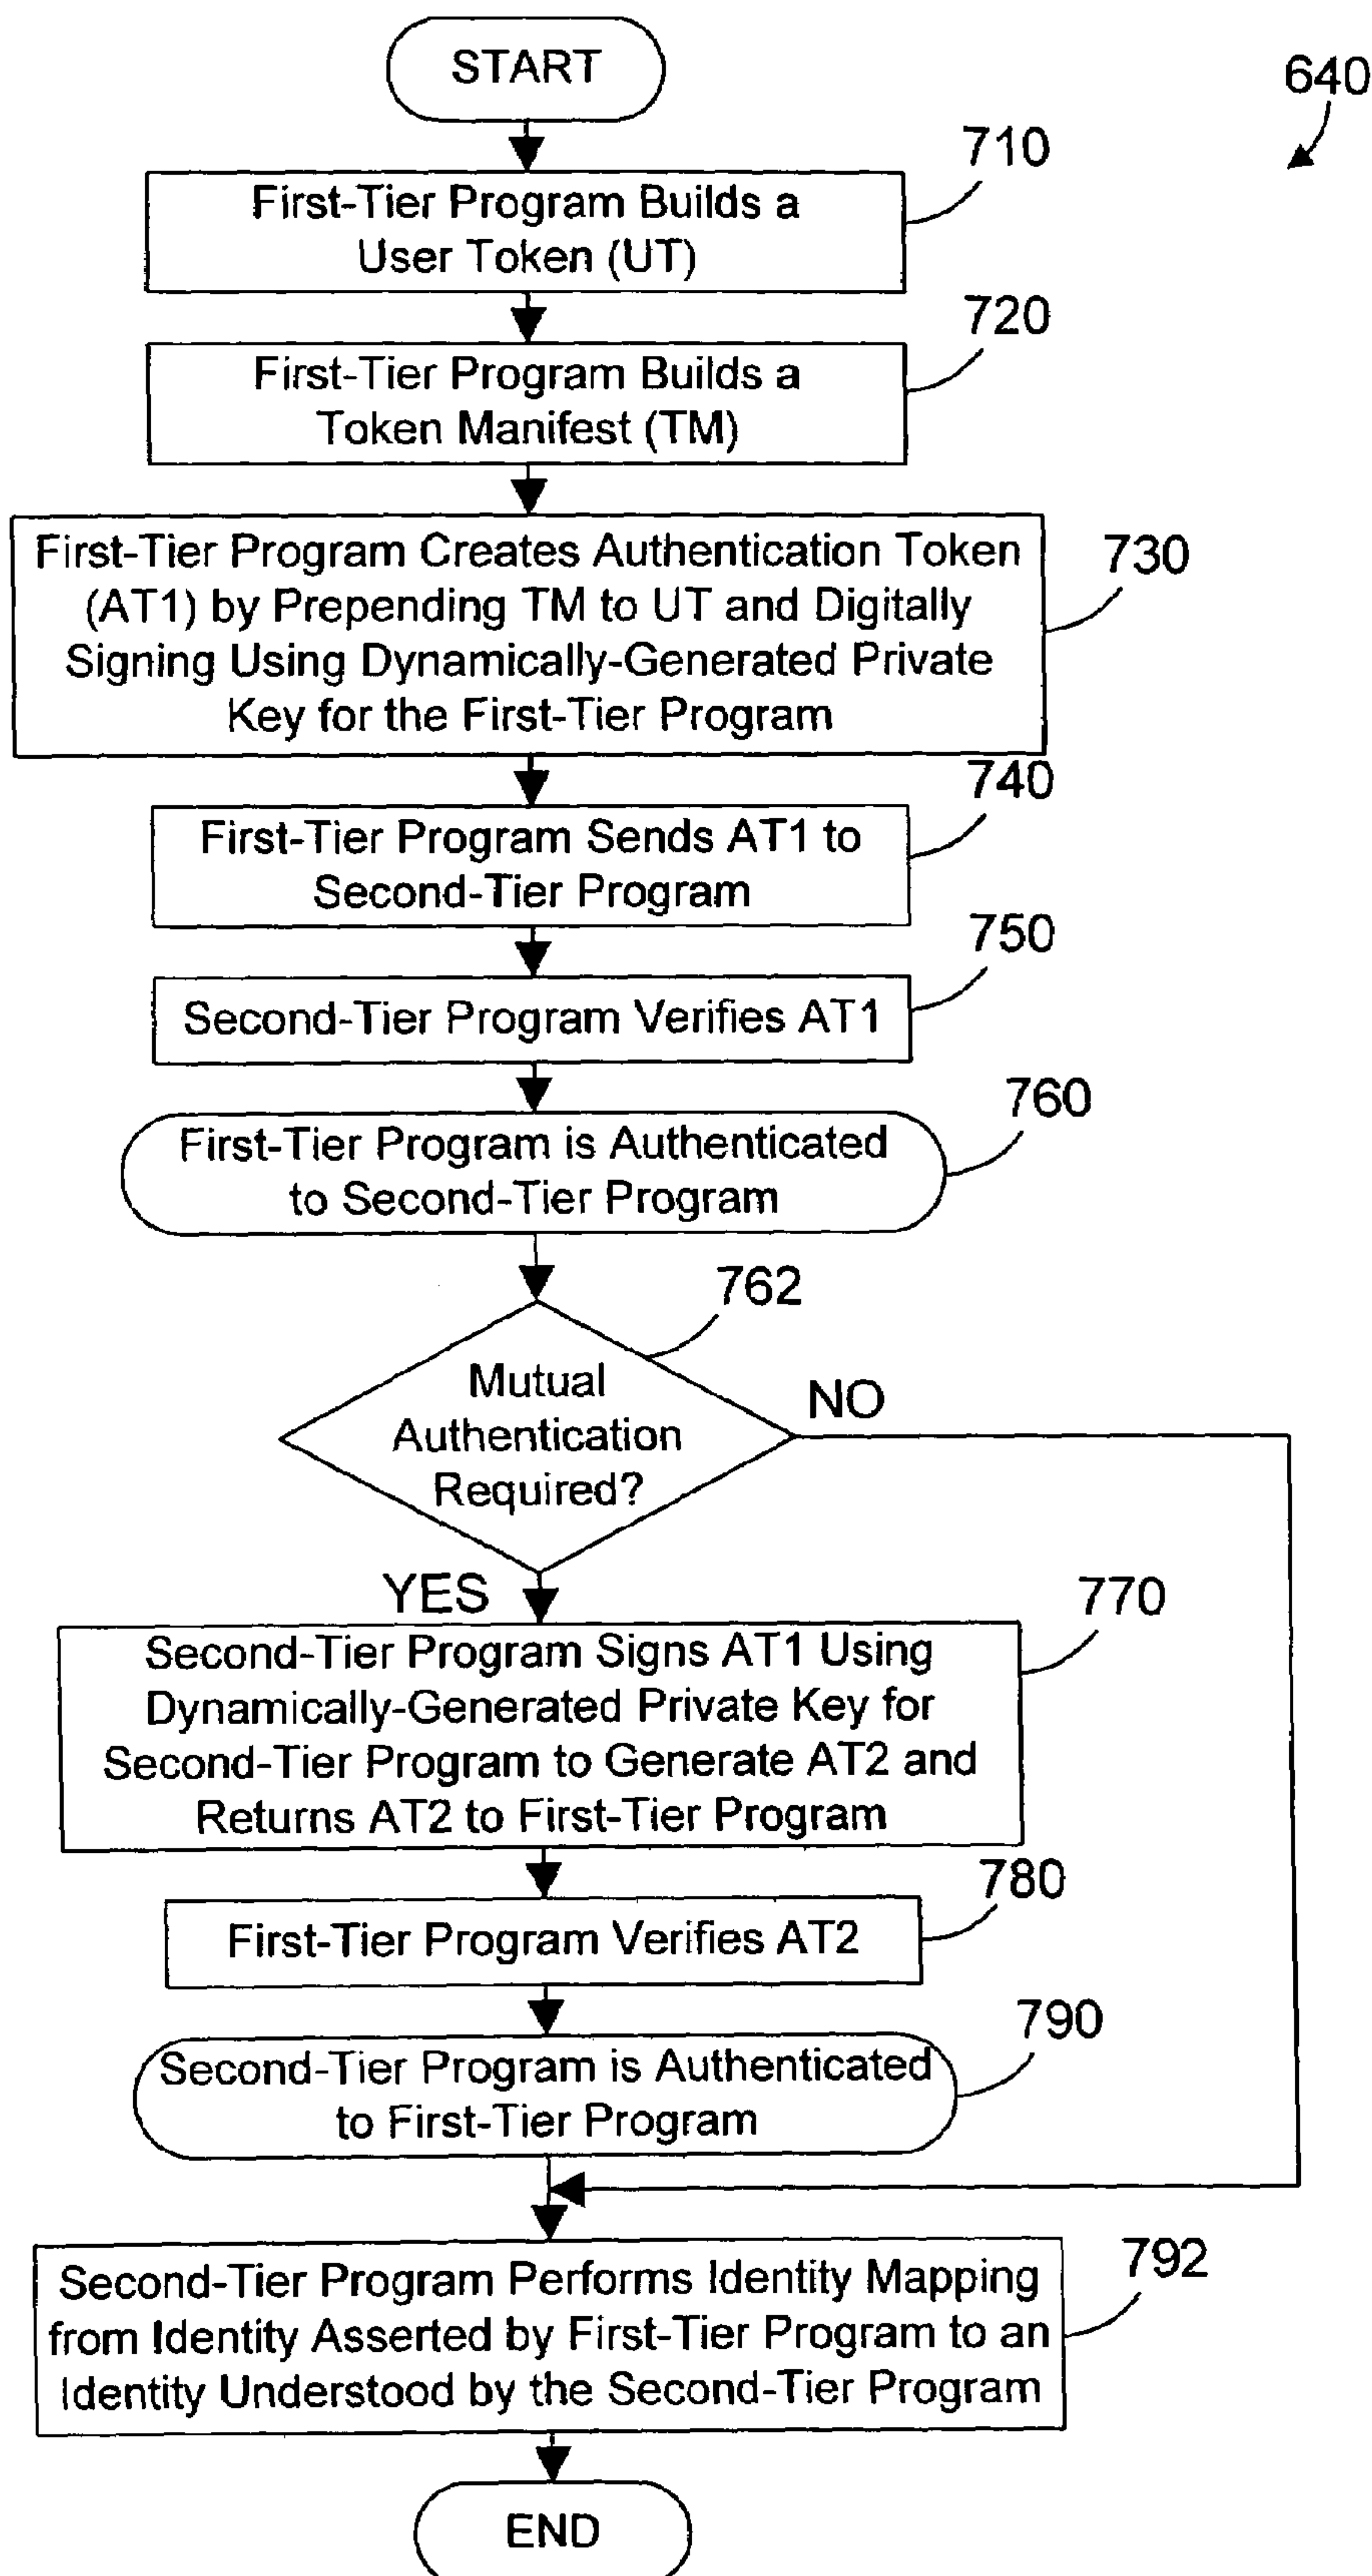 START
640
710
First-Tier Program Builds a
User Token (UT)
720
First-Tier Program Builds a
Token Manifest (TM)
730
First-Tier Program Creates Authentication Token
(AT1) by Prepending TM to UT and Digitally
Signing Using Dynamically-Generated Private
Key for the First-Tier Program
740
First-Tier Program Sends AT1 to
Second-Tier Program
750
Second-Tier Program Verifies AT1
760
First-Tier Program is Authenticated
to Second-Tier Program
762
Mutual
Authentication
Required?
NO
YES
770
Second-Tier Program Signs AT1 Using
Dynamically-Generated Private Key for
Second-Tier Program to Generate AT2 and
Returns AT2 to First-Tier Program
780
First-Tier Program Verifies AT2
790
Second-Tier Program is Authenticated
to First-Tier Program
792
Second-Tier Program Performs Identity Mapping
from Identity Asserted by First-Tier Program to an
Identity Understood by the Second-Tier Program
END